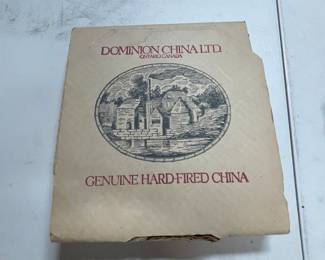 DOMINION CHINA LTD.
ONTARIO CANADA
GENUINE HARD-FIRED CHINA